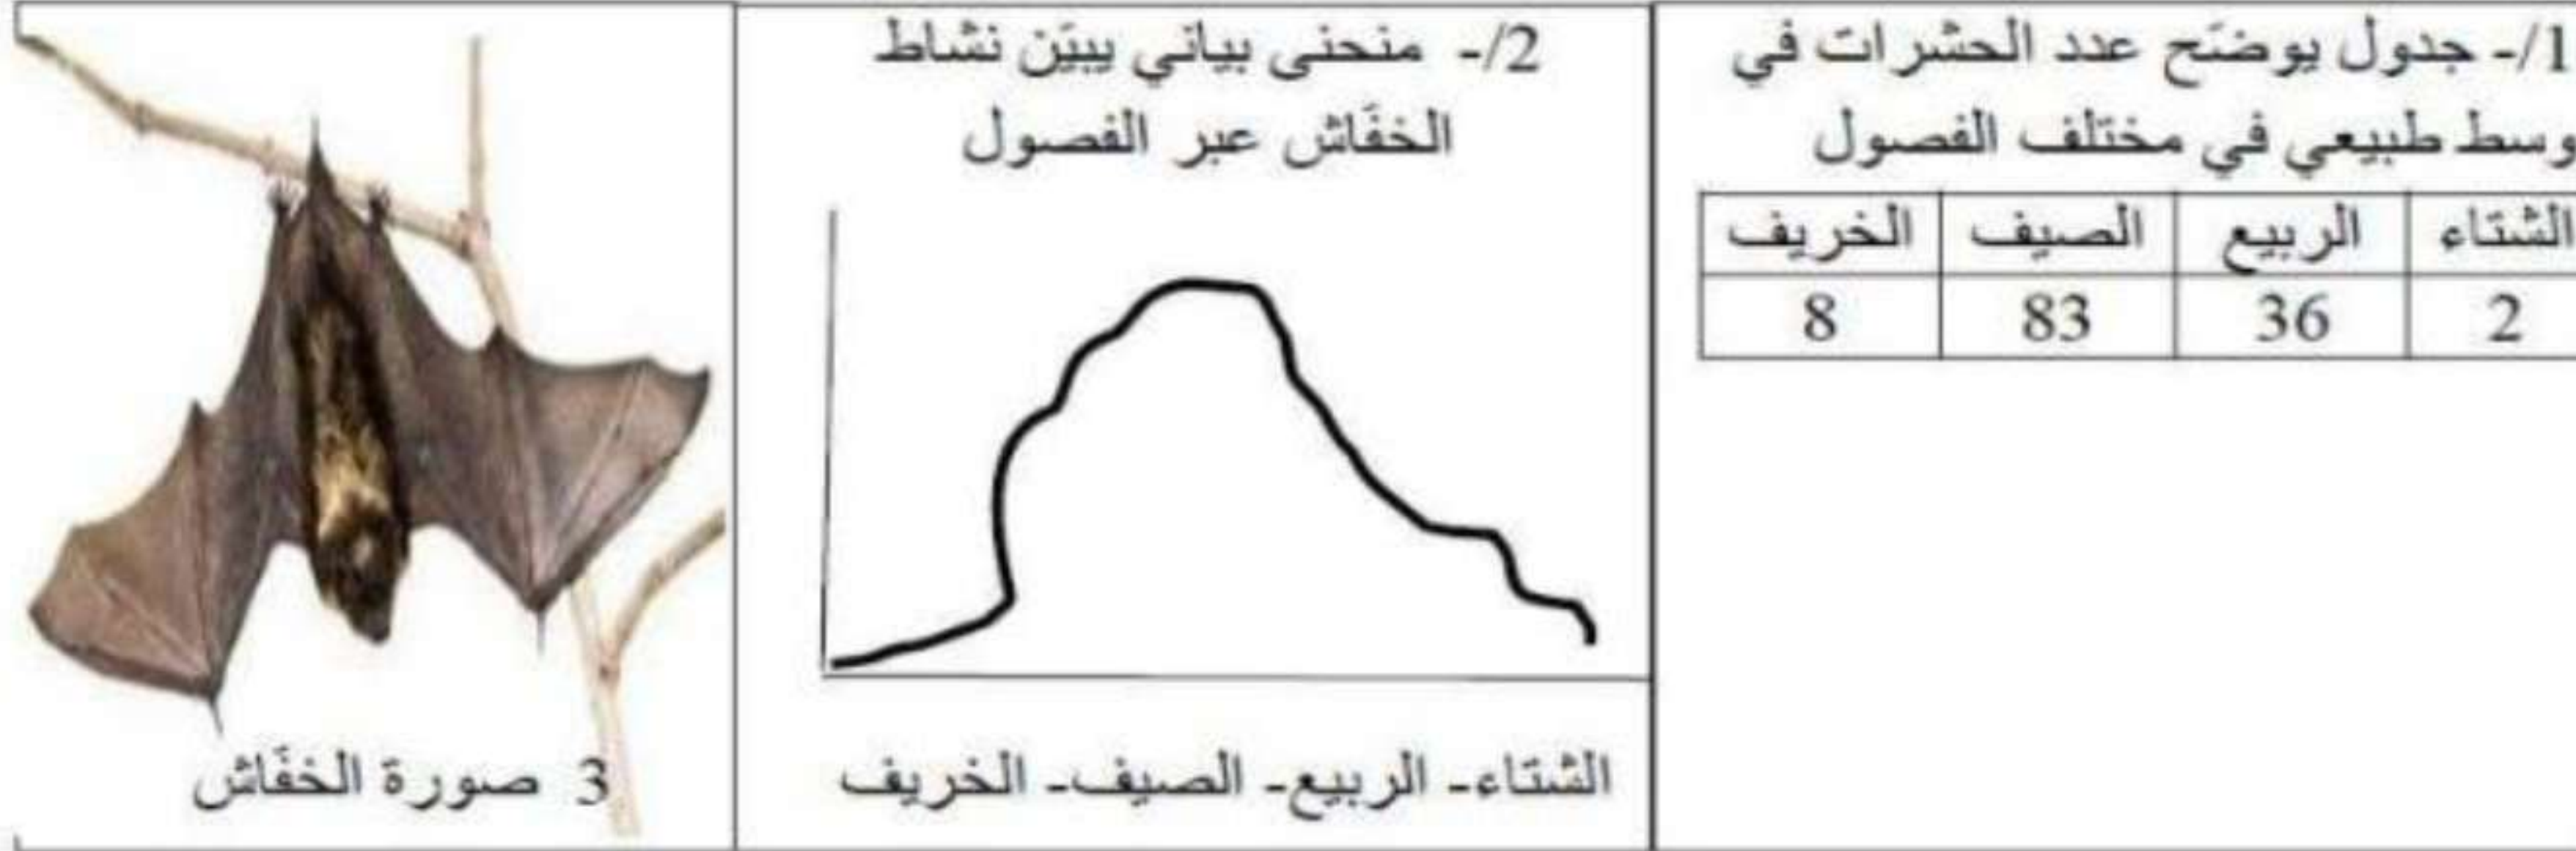 1/- جدول يوضّح عدد الحشرات في
وسط طبيعي في مختلف الفصول
الشتاء الربيع الصيف الخريف
2 36 83 8
2/- منحنى بياني يبيّن نشاط
الخفّاش عبر الفصول
الشتاء- الربيع- الصيف- الخريف
3 صورة الخفّاش